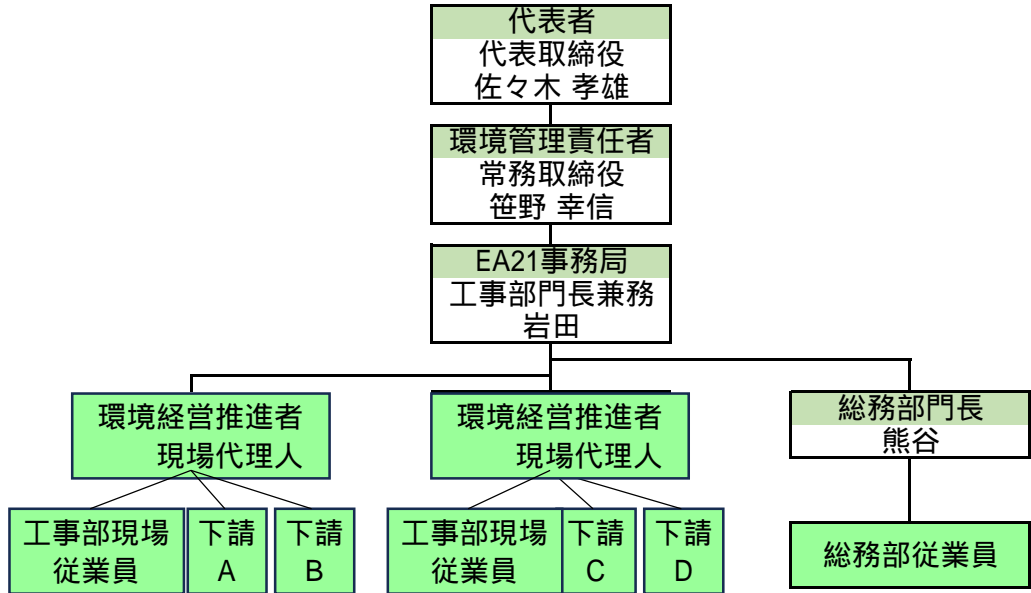 代表者
代表取締役
佐々木 孝雄
環境管理責任者
常務取締役
笹野 幸信
EA21事務局
工事部門長兼務
岩田
環境経営推進者
現場代理人
環境経営推進者
現場代理人
総務部門長
熊谷
工事部現場
従業員
下請
A
下請
B
工事部現場
従業員
下請
C
下請
D
総務部従業員